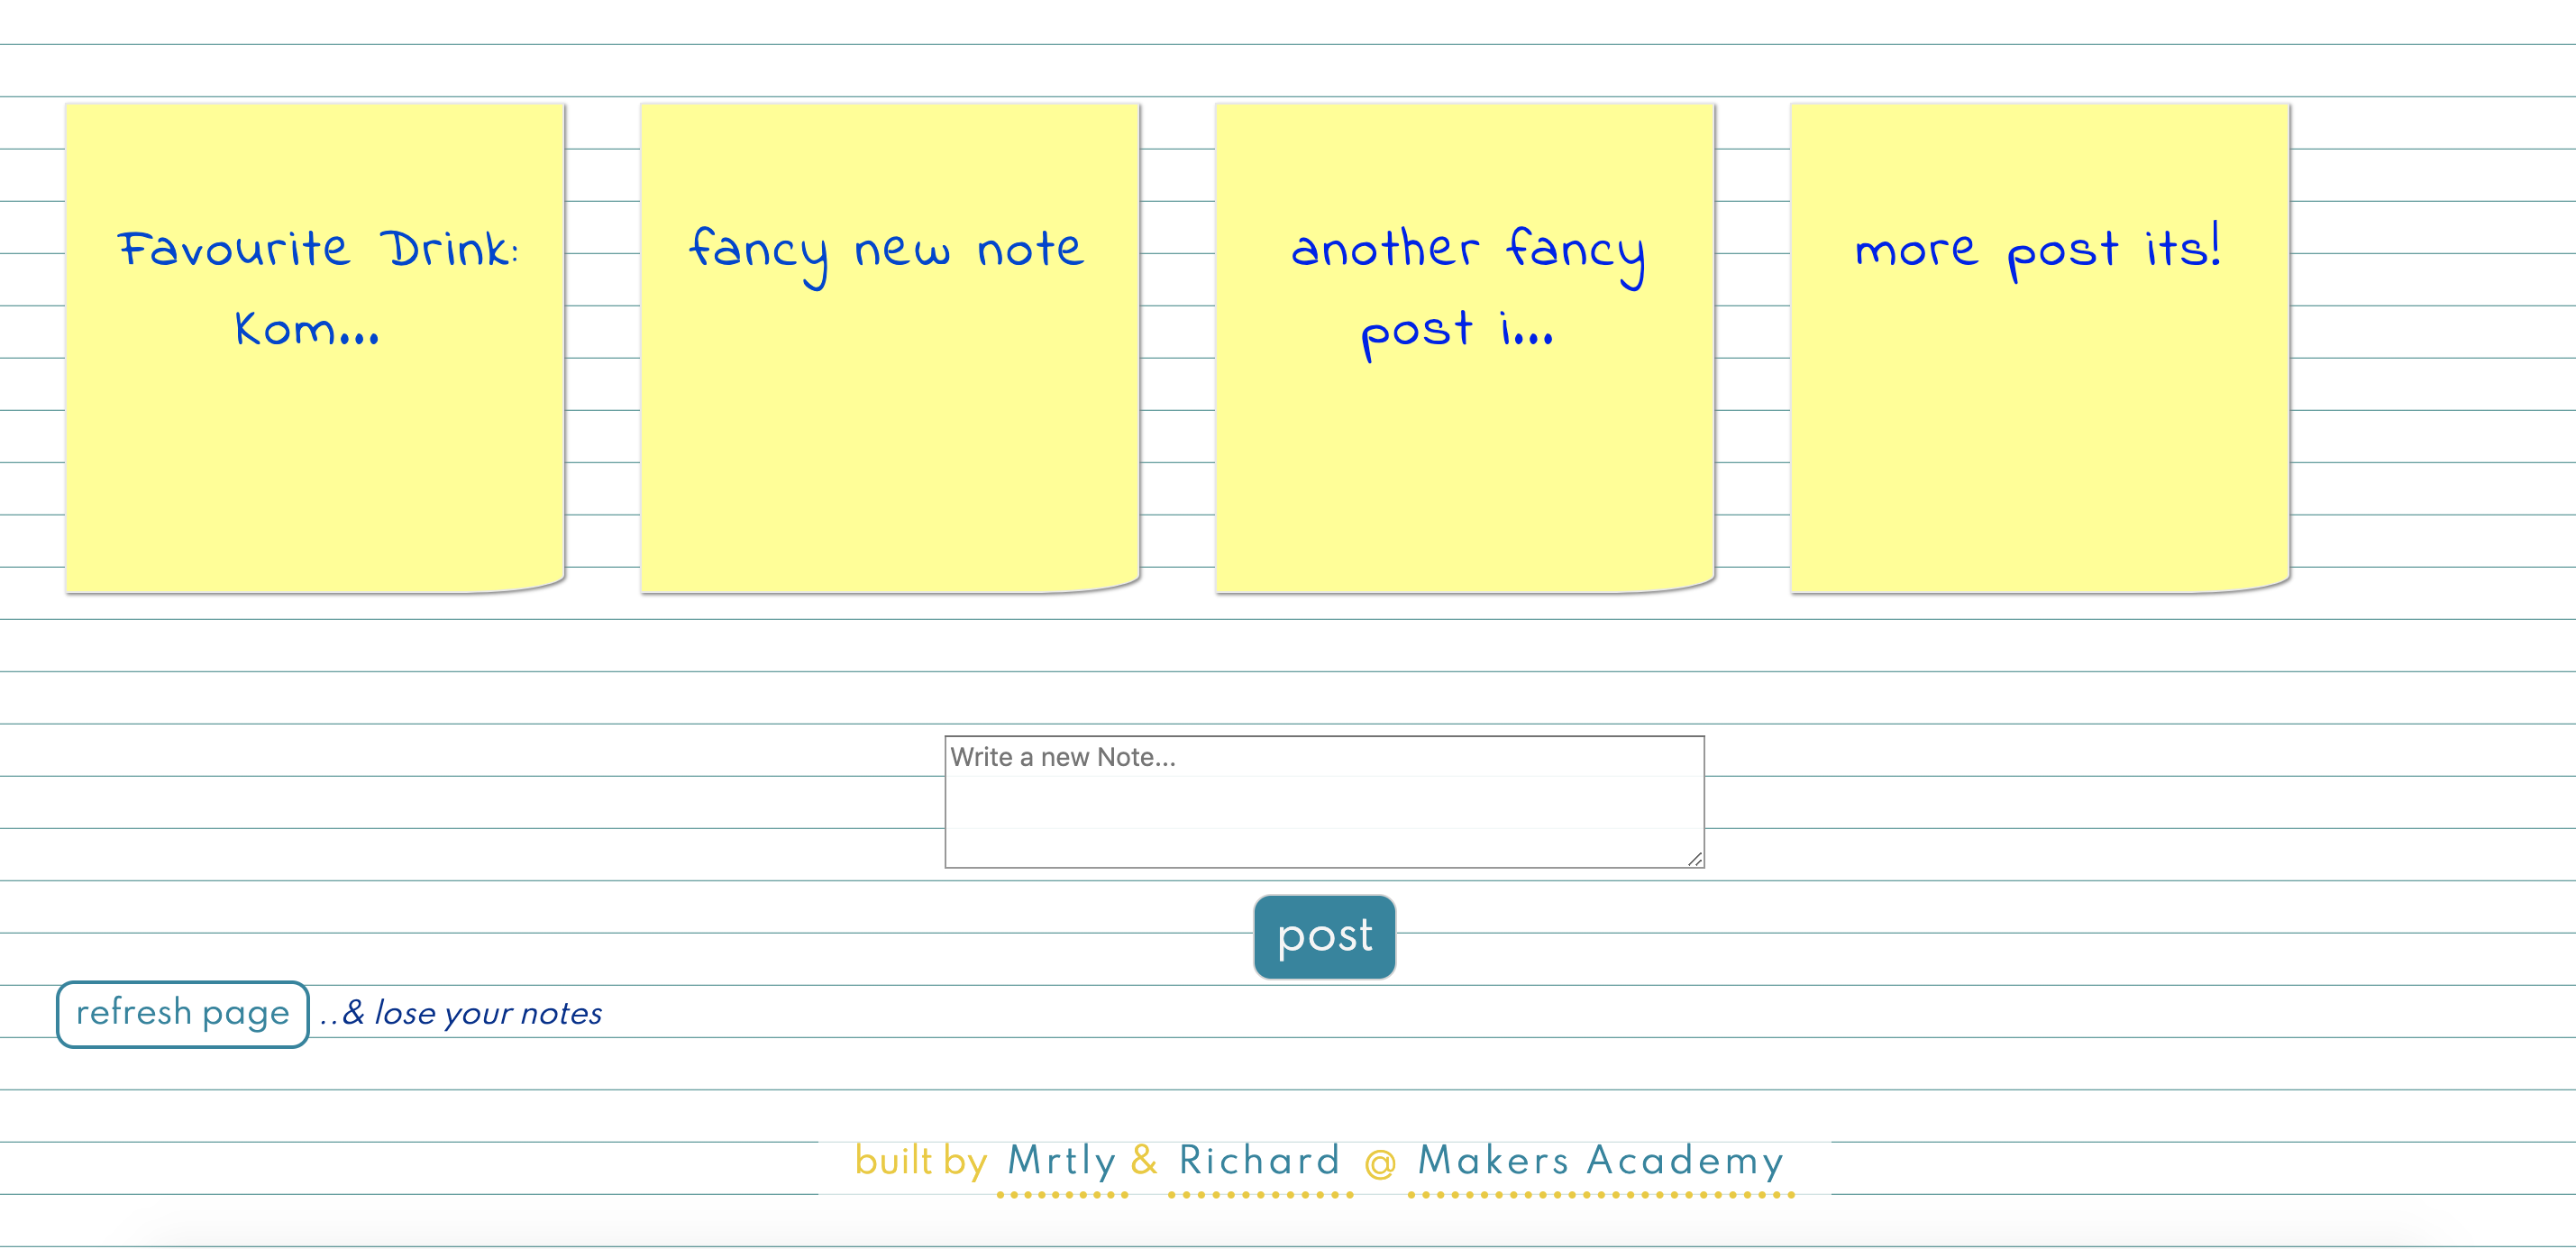 Favourite Drink:
Kom...
fancy new note
another fancy
post i...
more post its!
Write a new Note...
post
refresh page ..& lose your notes
built by Mrtly & Richard @ Makers Academy